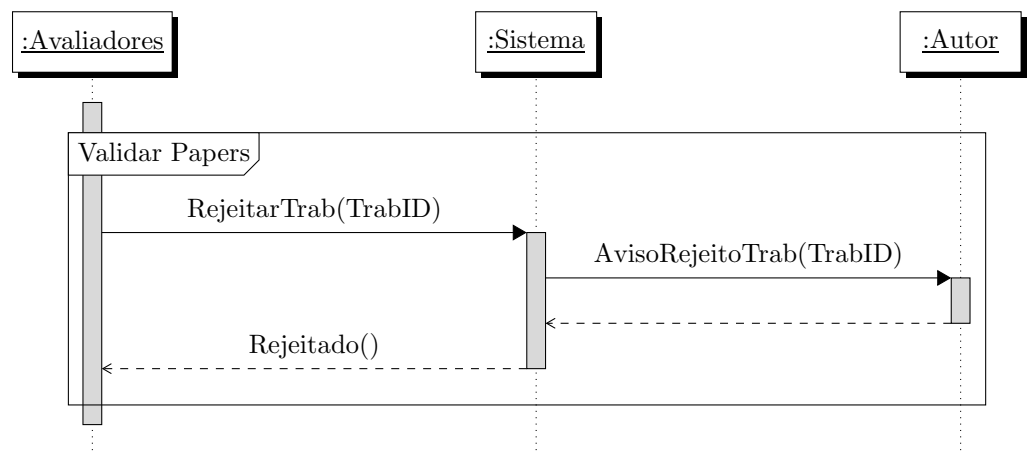 :Avaliadores
:Sistema
:Autor
Validar Papers
RejeitarTrab(TrabID)
AvisoRejeitoTrab(TrabID)
Rejeitado()